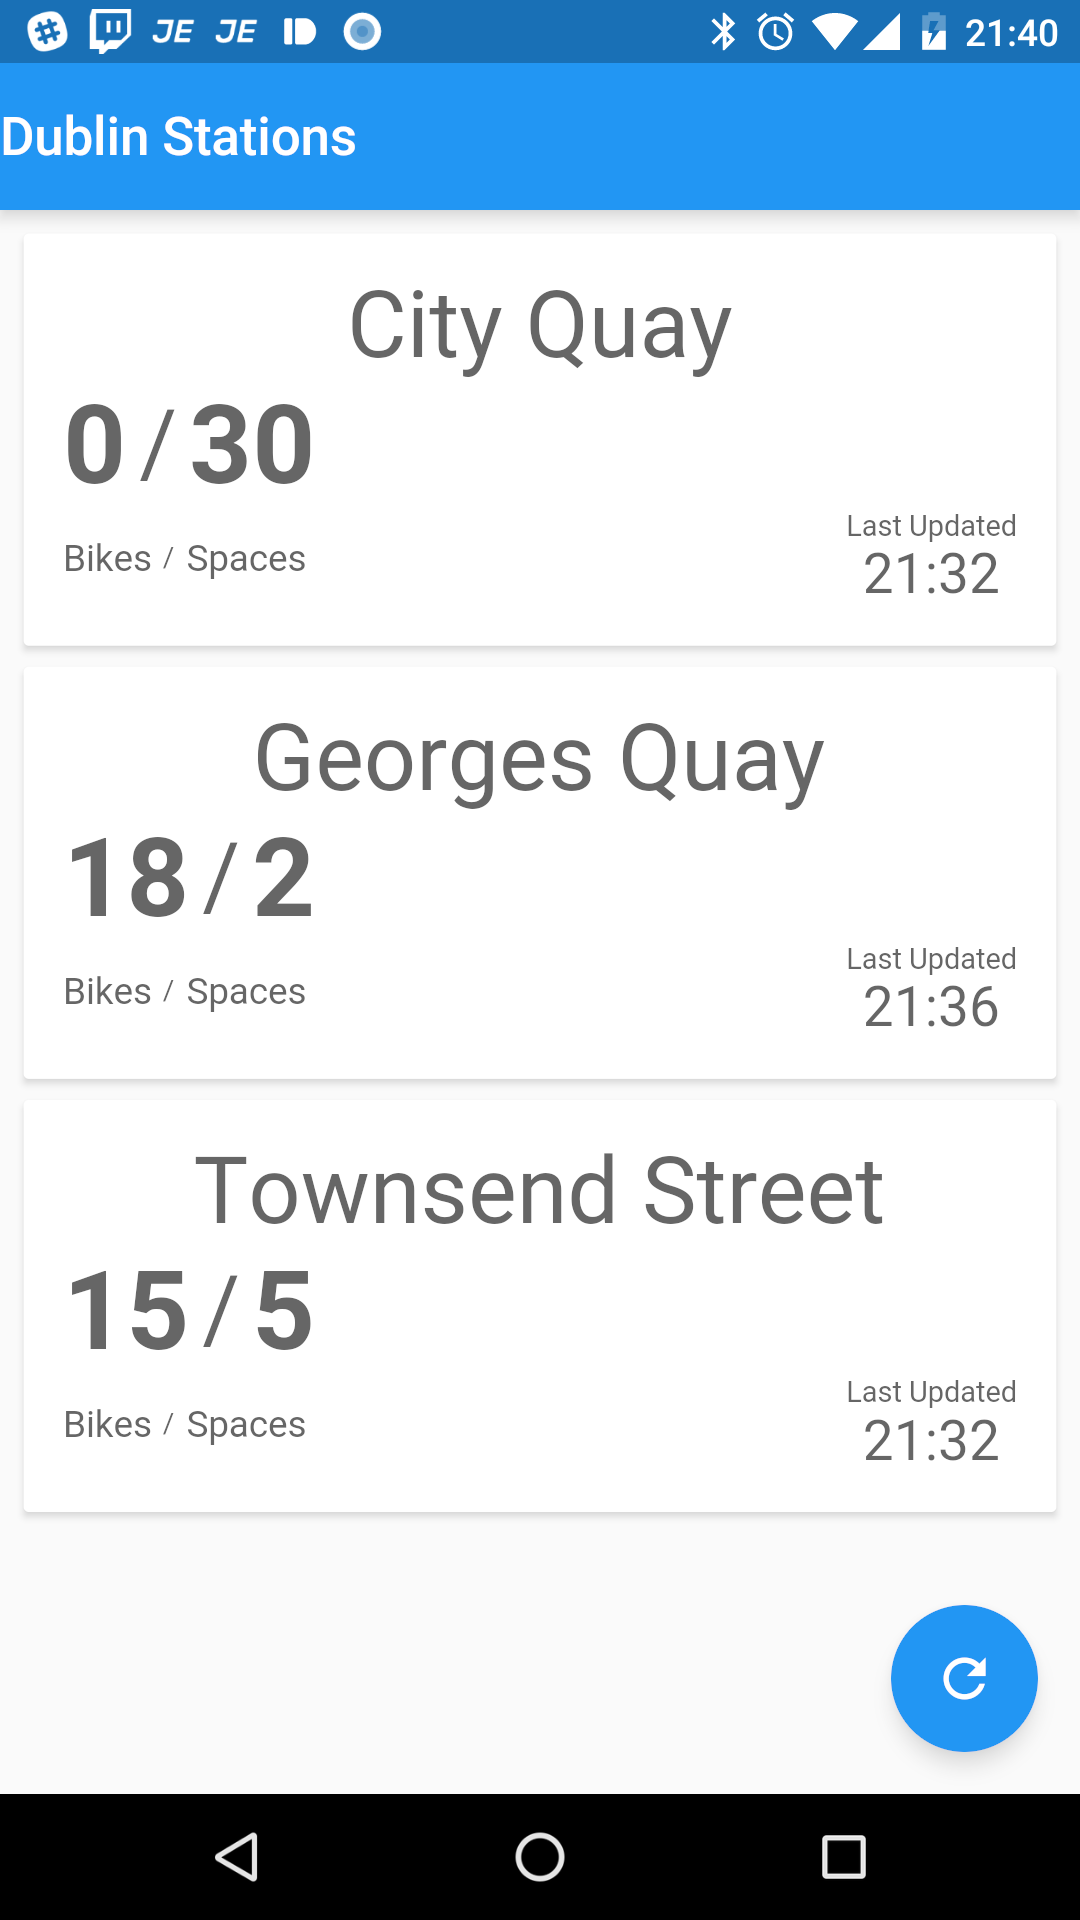 JE JE 21:40
Dublin Stations
City Quay
0 / 30
Bikes / Spaces
Last Updated
21:32
Georges Quay
18 / 2
Bikes / Spaces
Last Updated
21:36
Townsend Street
15 / 5
Bikes / Spaces
Last Updated
21:32